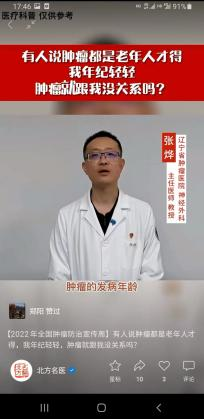 17:46
91%
医疗科普 仅供参考
有人说肿瘤都是老年人才得
我年纪轻轻
肿瘤就跟我没关系吗?
张烨
辽宁省肿瘤医院 神经外科
主任医师 教授
肿瘤的发病年龄
郑阳 赞过
【2022年全国肿瘤防治宣传周】有人说肿瘤都是老年人才
得,我年纪轻轻,肿瘤就跟我没关系吗?
北方名医
星标
10
3
评论